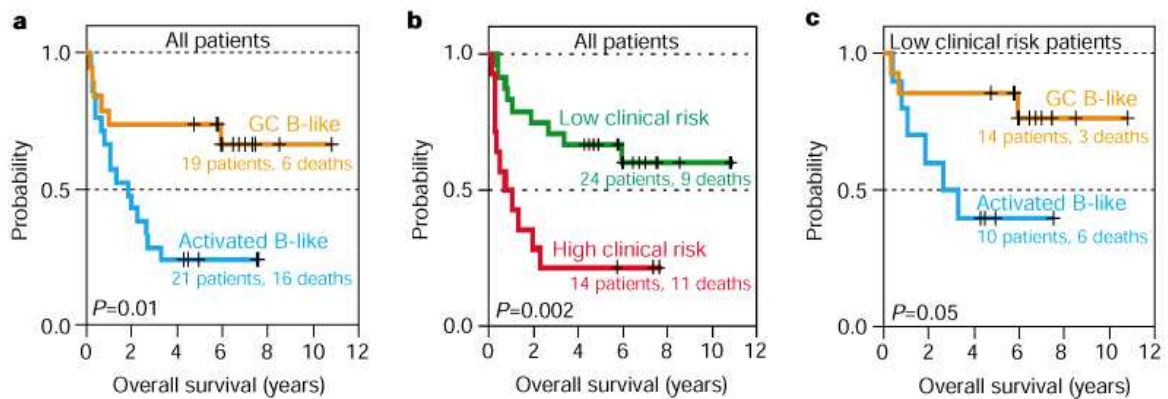 a
All patients
1.0
0.5
0.0
Probability
GC B-like
19 patients, 6 deaths
Activated B-like
21 patients, 16 deaths
P=0.01
0 2 4 6 8 10 12
Overall survival (years)
b
All patients
1.0
0.5
0.0
Probability
Low clinical risk
24 patients, 9 deaths
High clinical risk
14 patients, 11 deaths
P=0.002
0 2 4 6 8 10 12
Overall survival (years)
c
Low clinical risk patients
1.0
0.5
0.0
Probability
GC B-like
14 patients, 3 deaths
Activated B-like
10 patients, 6 deaths
P=0.05
0 2 4 6 8 10 12
Overall survival (years)